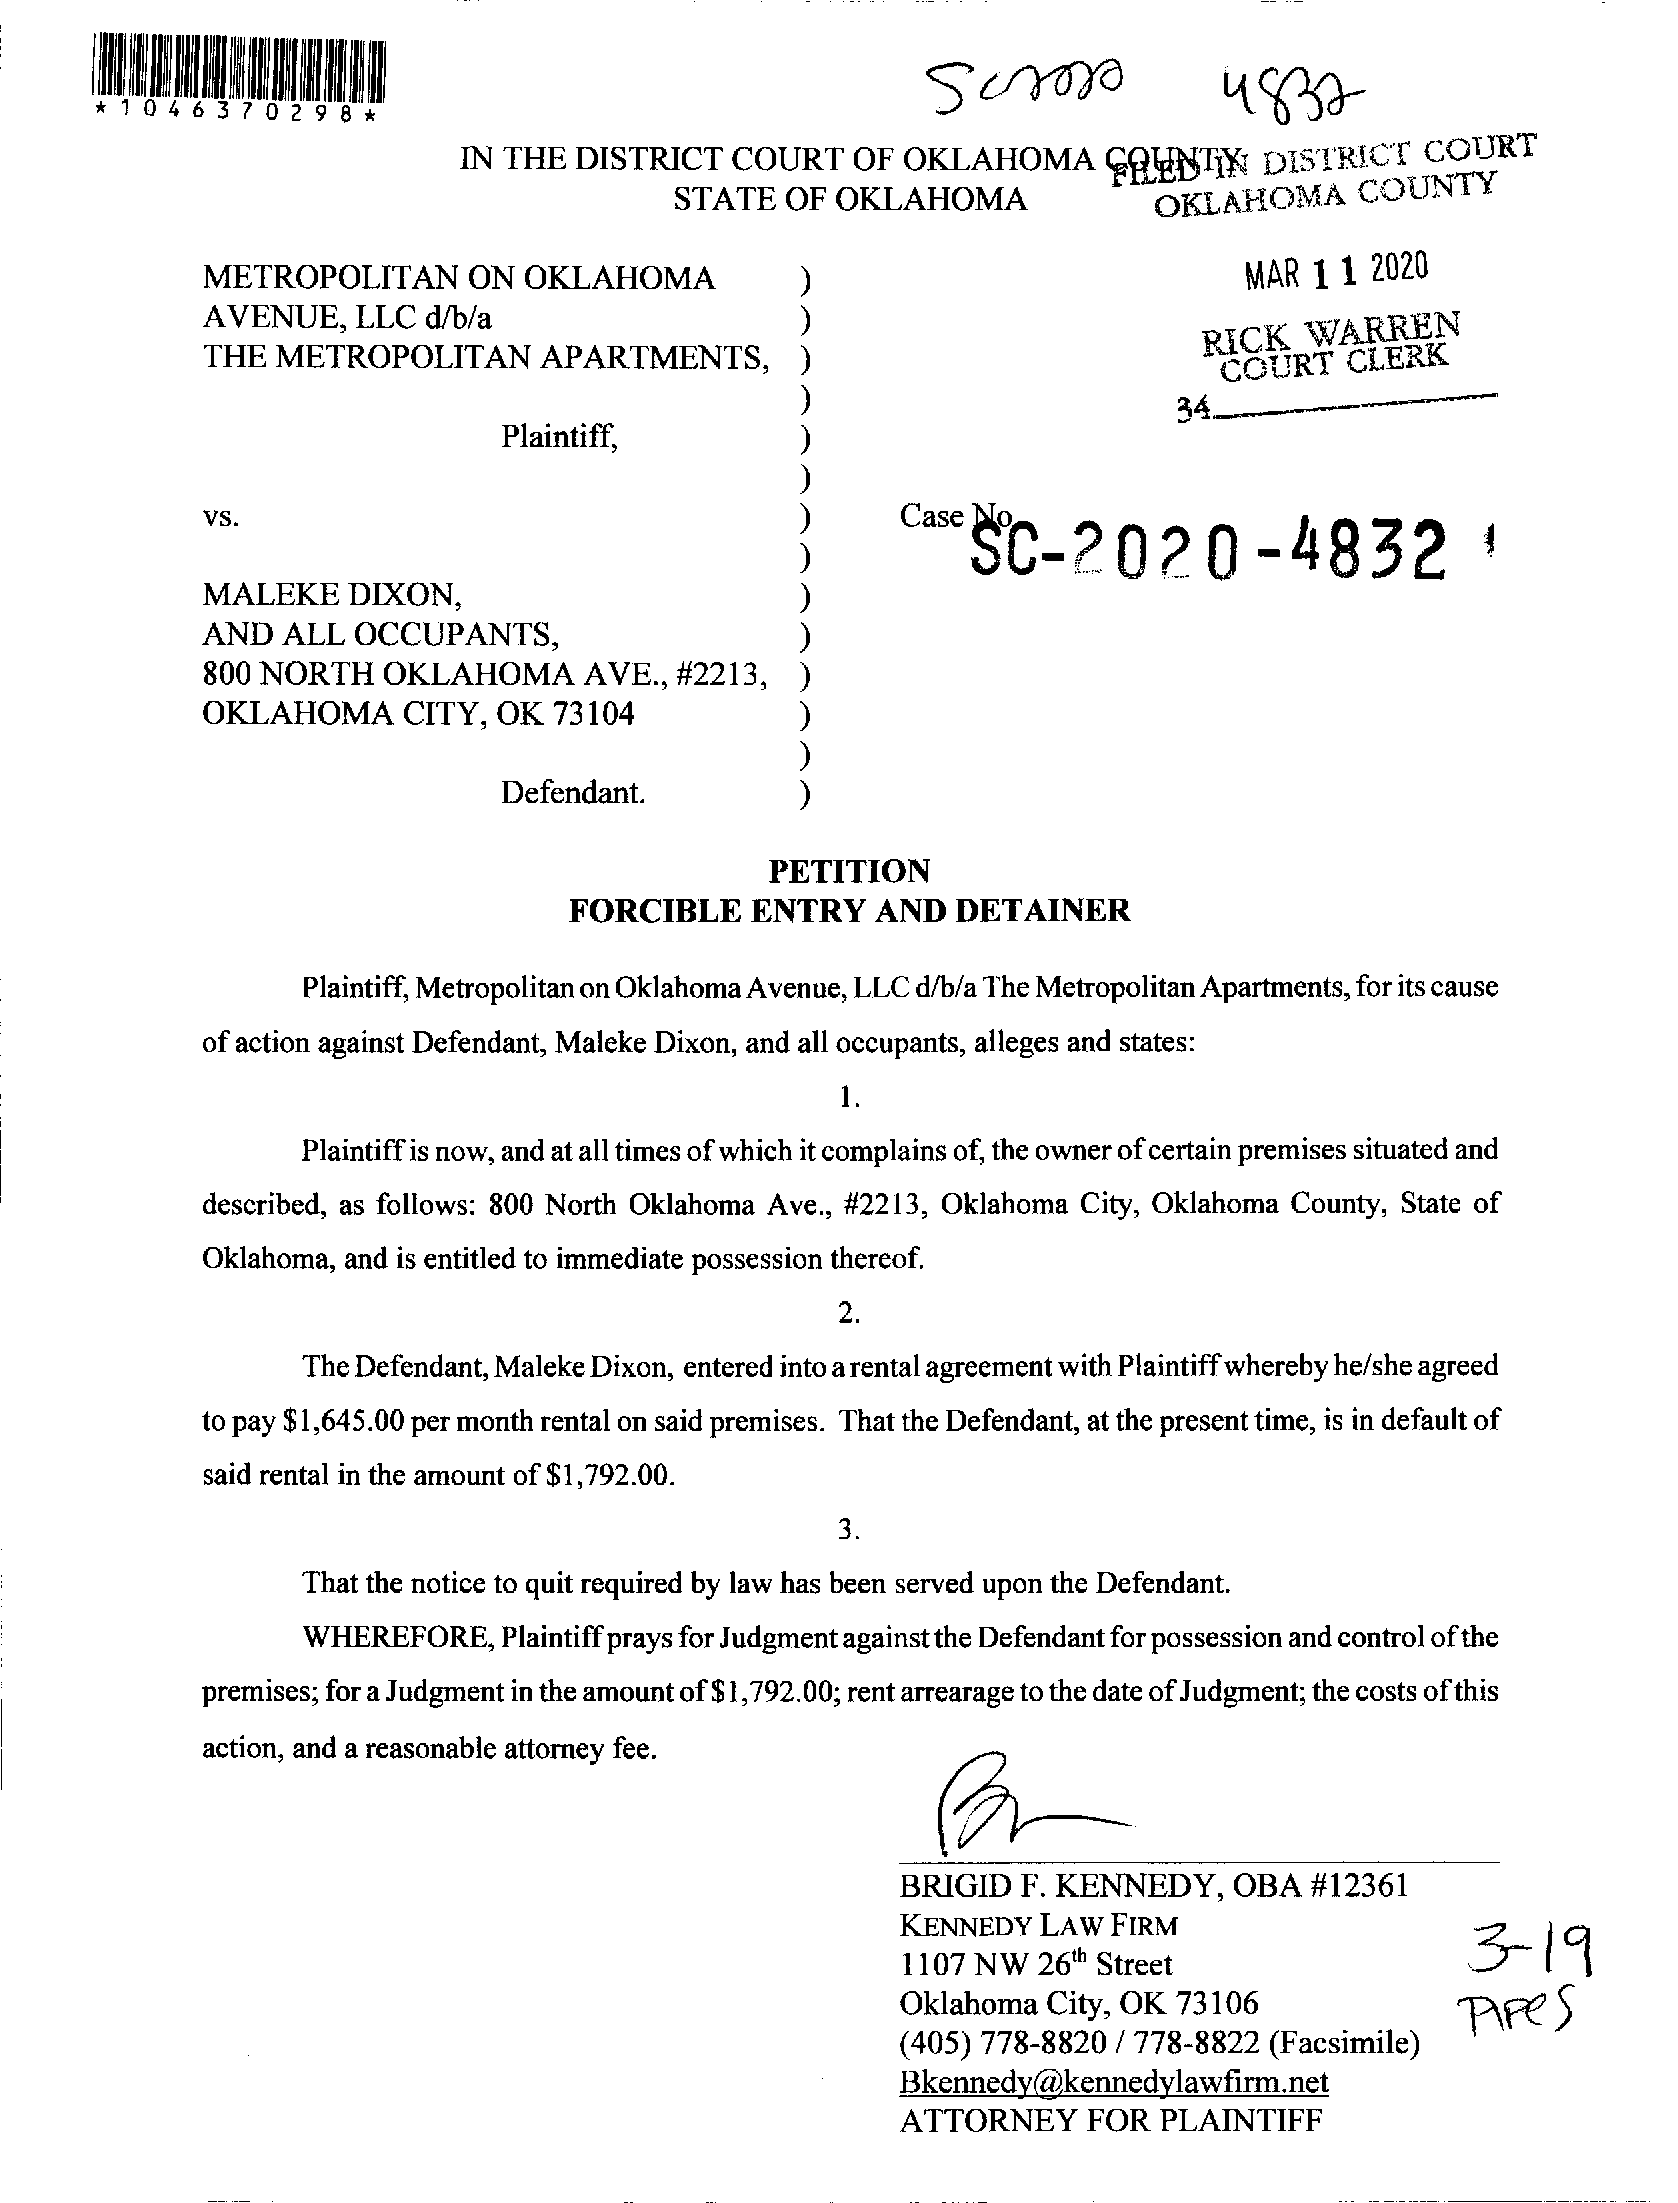 *1046370298*
SC2020 4832
IN THE DISTRICT COURT OF OKLAHOMA COUNTY
STATE OF OKLAHOMA
FILED IN DISTRICT COURT
OKLAHOMA COUNTY
MAR 11 2020
RICK WARREN
COURT CLERK
34
METROPOLITAN ON OKLAHOMA )
AVENUE, LLC d/b/a )
THE METROPOLITAN APARTMENTS, )
)
Plaintiff, )
)
vs. ) Case No.
SC-2020-4832
)
MALEKE DIXON, )
AND ALL OCCUPANTS, )
800 NORTH OKLAHOMA AVE., #2213, )
OKLAHOMA CITY, OK 73104 )
)
Defendant. )
PETITION
FORCIBLE ENTRY AND DETAINER
Plaintiff, Metropolitan on Oklahoma Avenue, LLC d/b/a The Metropolitan Apartments, for its cause
of action against Defendant, Maleke Dixon, and all occupants, alleges and states:
1.
Plaintiff is now, and at all times of which it complains of, the owner of certain premises situated and
described, as follows: 800 North Oklahoma Ave., #2213, Oklahoma City, Oklahoma County, State of
Oklahoma, and is entitled to immediate possession thereof.
2.
The Defendant, Maleke Dixon, entered into a rental agreement with Plaintiff whereby he/she agreed
to pay $1,645.00 per month rental on said premises. That the Defendant, at the present time, is in default of
said rental in the amount of $1,792.00.
3.
That the notice to quit required by law has been served upon the Defendant.
WHEREFORE, Plaintiff prays for Judgment against the Defendant for possession and control of the
premises; for a Judgment in the amount of $1,792.00; rent arrearage to the date of Judgment; the costs of this
action, and a reasonable attorney fee.
BRIGID F. KENNEDY, OBA #12361
KENNEDY LAW FIRM
1107 NW 26th Street
Oklahoma City, OK 73106
(405) 778-8820 / 778-8822 (Facsimile)
Bkennedy@kennedylawfirm.net
ATTORNEY FOR PLAINTIFF
3-19